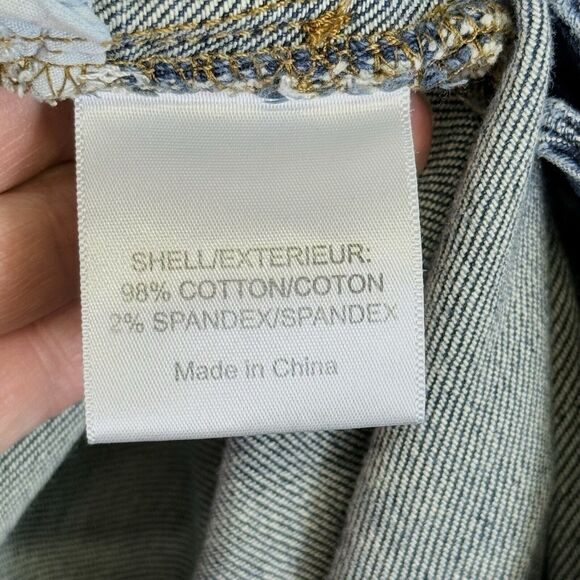 SHELL/EXTERIEUR:
98% COTTON/COTON
2% SPANDEX/SPANDEX
Made in China